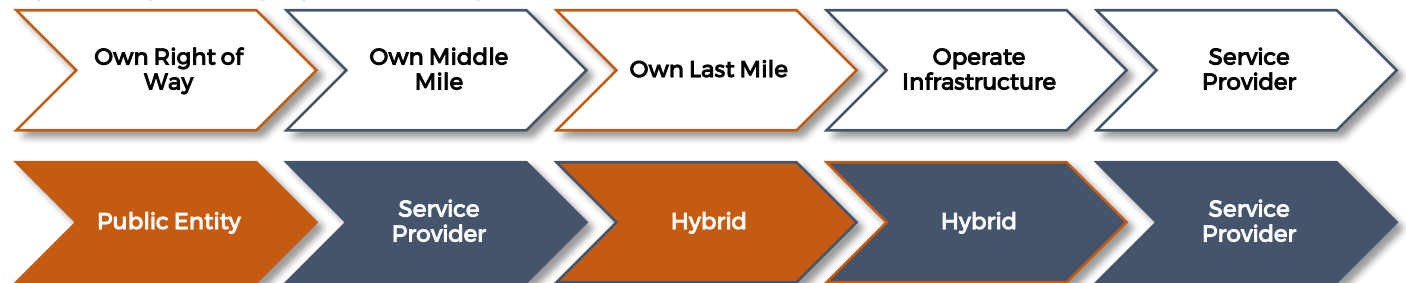 Own Right of
Way
Own Middle
Mile
Own Last Mile
Operate
Infrastructure
Service
Provider
Public Entity
Service
Provider
Hybrid
Hybrid
Service
Provider